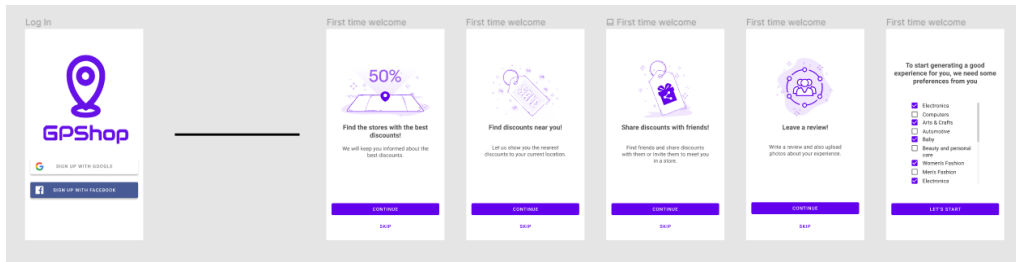 Log In
First time welcome
First time welcome
First time welcome
First time welcome
First time welcome
GPShop
SIGN UP WITH GOOGLE
SIGN UP WITH FACEBOOK
50%
Find the stores with the best
discounts!
We will keep you informed about the
best discounts.
CONTINUE
SKIP
Find discounts near you!
Let us show you the nearest
discounts to your current location.
CONTINUE
SKIP
Share discounts with friends!
Find friends and share discounts
with them or invite them to meet you
in a store.
CONTINUE
SKIP
Leave a review!
Write a review and also upload
photos about your experience.
CONTINUE
SKIP
To start generating a good
experience for you, we need some
preferences from you
Electronics
Computers
Arts & Crafts
Automotive
Baby
Beauty and personal
care
Women's Fashion
Men's Fashion
Electronics
LET'S START